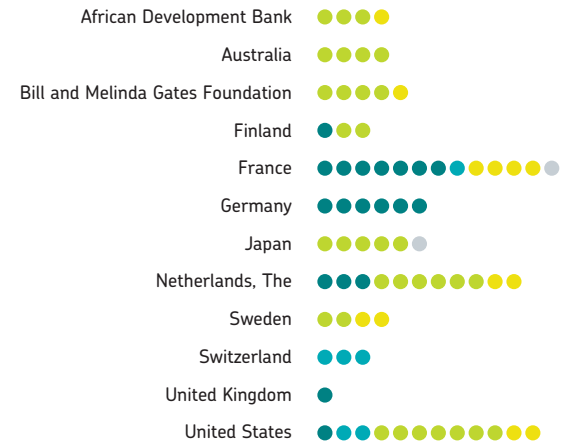 African Development Bank
Australia
Bill and Melinda Gates Foundation
Finland
France
Germany
Japan
Netherlands, The
Sweden
Switzerland
United Kingdom
United States